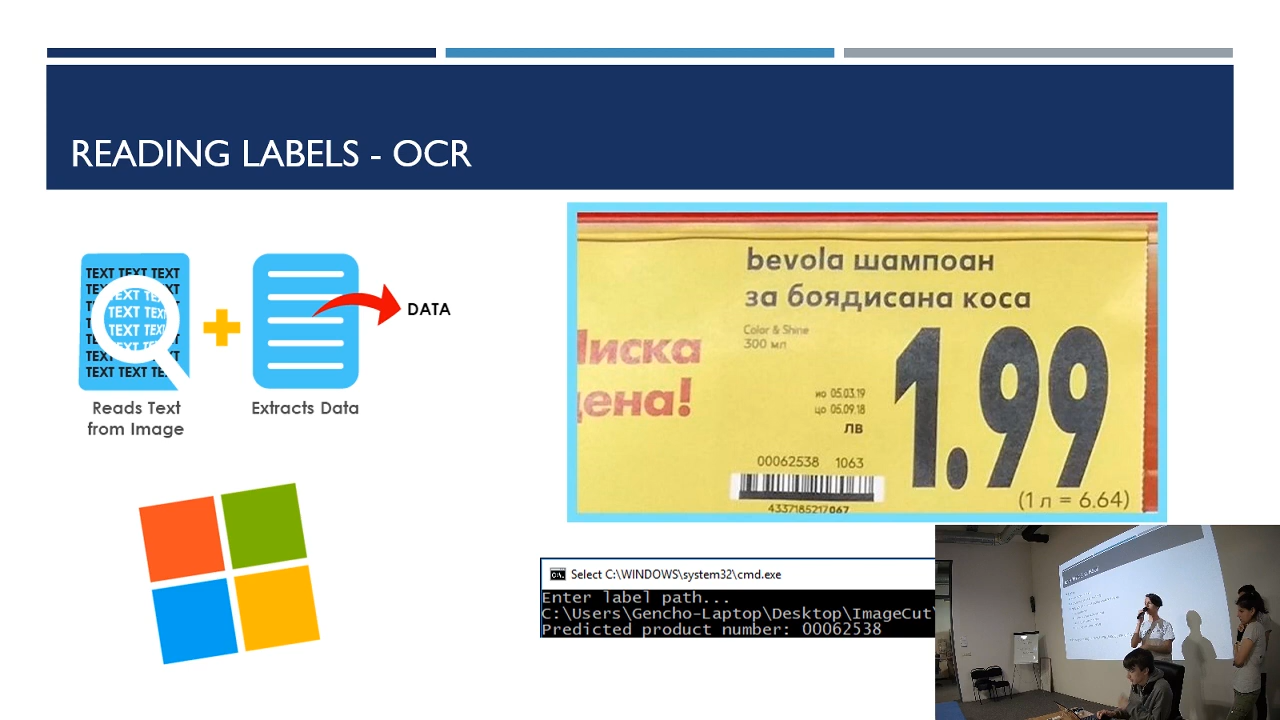 READING LABELS - OCR
TEXT TEXT TEXT
TEXT TEXT TE
Reads Text
from Image
Extracts Data
DATA
bevola шампоан
за боядисана коса
Color & Shine
300 мл
иска
цена!
ио 05.03.19
цо 05.09.18
лв
1.99
00062538 1063
4337185217067
(1 л = 6.64)
Select C:\WINDOWS\system32\cmd.exe
Enter label path...
C:\Users\Gencho-Laptop\Desktop\ImageCut\
Predicted product number: 00062538